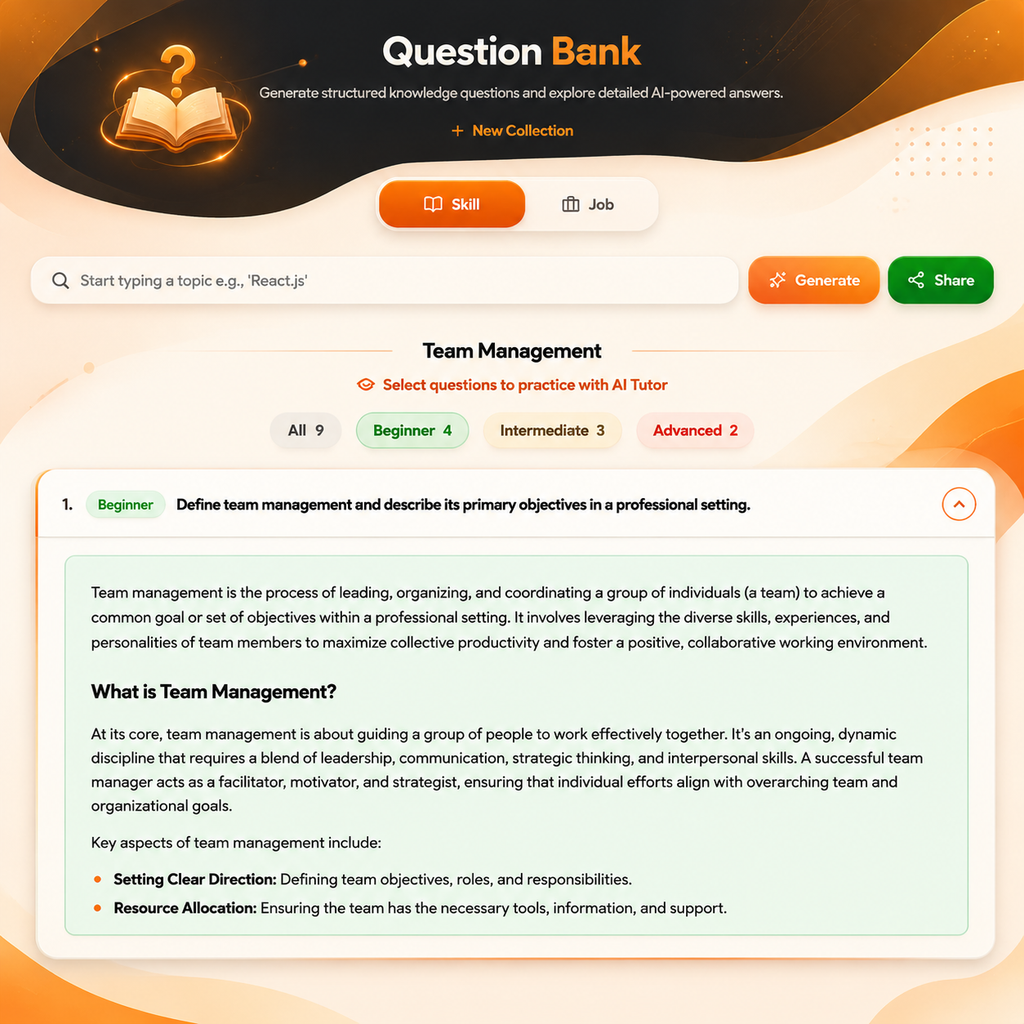 ?
Question Bank
Generate structured knowledge questions and explore detailed AI-powered answers.
+ New Collection
Skill
Job
Start typing a topic e.g., 'React.js'
Generate
Share
Team Management
Select questions to practice with AI Tutor
All 9
Beginner 4
Intermediate 3
Advanced 2
1. Beginner Define team management and describe its primary objectives in a professional setting.
Team management is the process of leading, organizing, and coordinating a group of individuals (a team) to achieve a
common goal or set of objectives within a professional setting. It involves leveraging the diverse skills, experiences, and
personalities of team members to maximize collective productivity and foster a positive, collaborative working environment.
What is Team Management?
At its core, team management is about guiding a group of people to work effectively together. It's an ongoing, dynamic
discipline that requires a blend of leadership, communication, strategic thinking, and interpersonal skills. A successful team
manager acts as a facilitator, motivator, and strategist, ensuring that individual efforts align with overarching team and
organizational goals.
Key aspects of team management include:
• Setting Clear Direction: Defining team objectives, roles, and responsibilities.
• Resource Allocation: Ensuring the team has the necessary tools, information, and support.